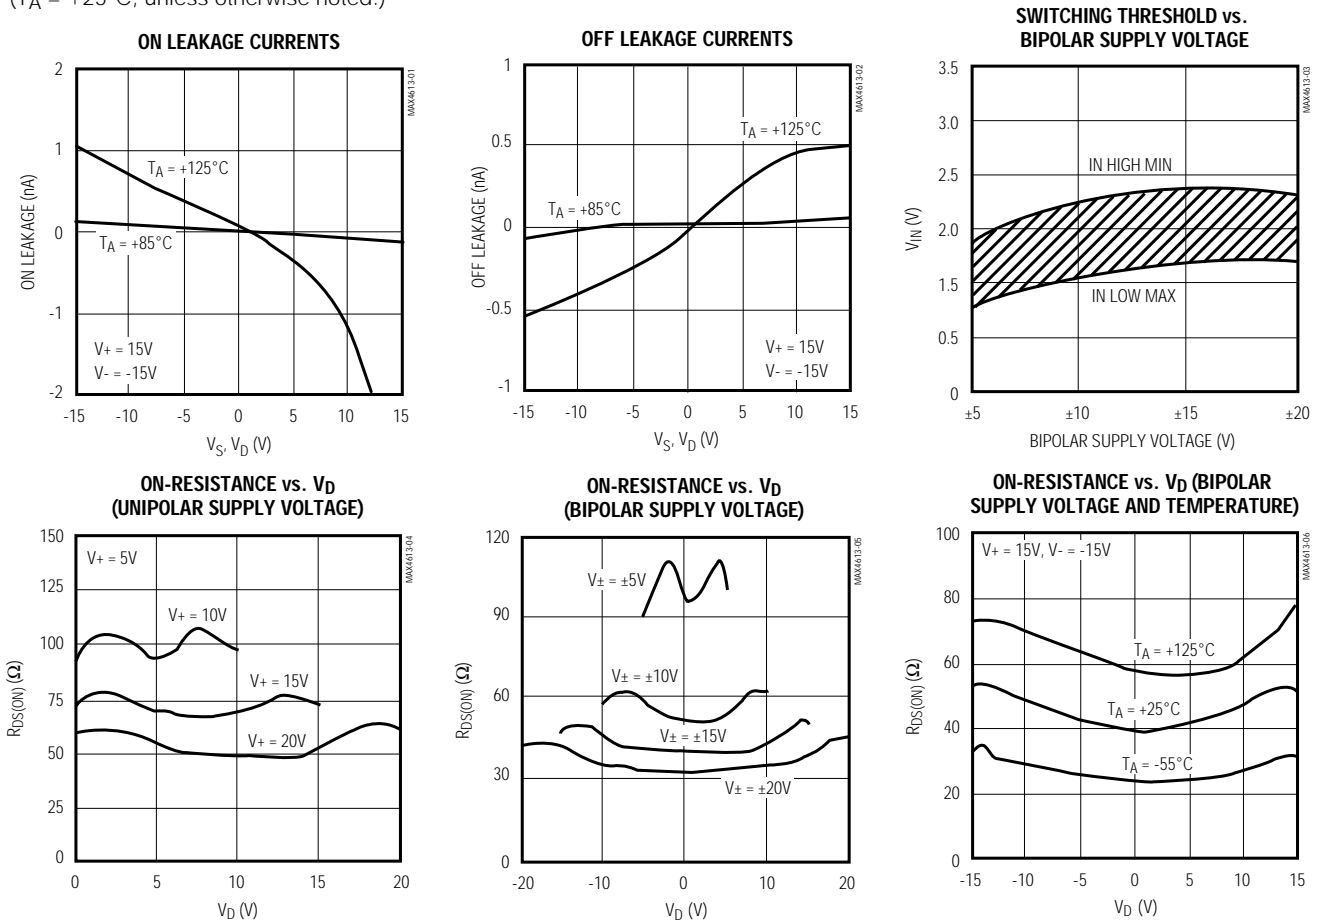 (TA = +25°C, unless otherwise noted.)
ON LEAKAGE CURRENTS
2
1
0
-1
-2
ON LEAKAGE (nA)
TA = +125°C
TA = +85°C
V+ = 15V
V- = -15V
-15 -10 -5 0 5 10 15
VS, VD (V)
MAX4613-01
OFF LEAKAGE CURRENTS
1
0.5
0
-0.5
-1
OFF LEAKAGE (nA)
TA = +125°C
TA = +85°C
V+ = 15V
V- = -15V
-15 -10 -5 0 5 10 15
VS, VD (V)
MAX4613-02
SWITCHING THRESHOLD vs.
BIPOLAR SUPPLY VOLTAGE
3.5
3.0
2.5
2.0
1.5
0.5
0
VIN (V)
IN HIGH MIN
IN LOW MAX
±5 ±10 ±15 ±20
BIPOLAR SUPPLY VOLTAGE (V)
MAX4613-03
ON-RESISTANCE vs. VD
(UNIPOLAR SUPPLY VOLTAGE)
150
125
100
75
50
25
0
RDS(ON) (Ω)
V+ = 5V
V+ = 10V
V+ = 15V
V+ = 20V
0 5 10 15 20
VD (V)
MAX4613-04
ON-RESISTANCE vs. VD
(BIPOLAR SUPPLY VOLTAGE)
120
90
60
30
0
RDS(ON) (Ω)
V± = ±5V
V± = ±10V
V± = ±15V
V± = ±20V
-20 -10 0 10 20
VD (V)
MAX4613-05
ON-RESISTANCE vs. VD (BIPOLAR
SUPPLY VOLTAGE AND TEMPERATURE)
100
80
60
40
20
0
RDS(ON) (Ω)
V+ = 15V, V- = -15V
TA = +125°C
TA = +25°C
TA = -55°C
-15 -10 -5 0 5 10 15
VD (V)
MAX4613-06